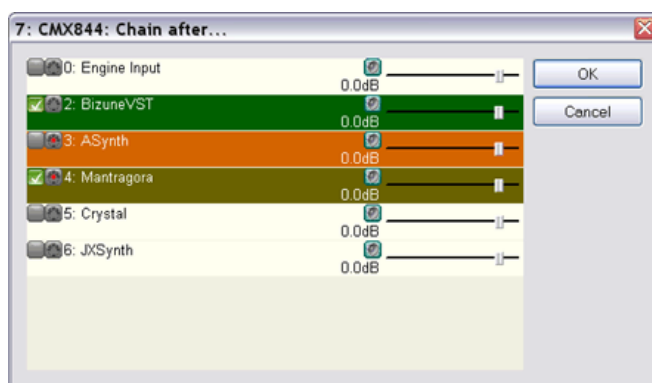 7: CMX844: Chain after...
0: Engine Input
0.0dB
OK
2: BizuneVST
0.0dB
Cancel
3: ASynth
0.0dB
4: Mantragora
0.0dB
5: Crystal
0.0dB
6: JXSynth
0.0dB